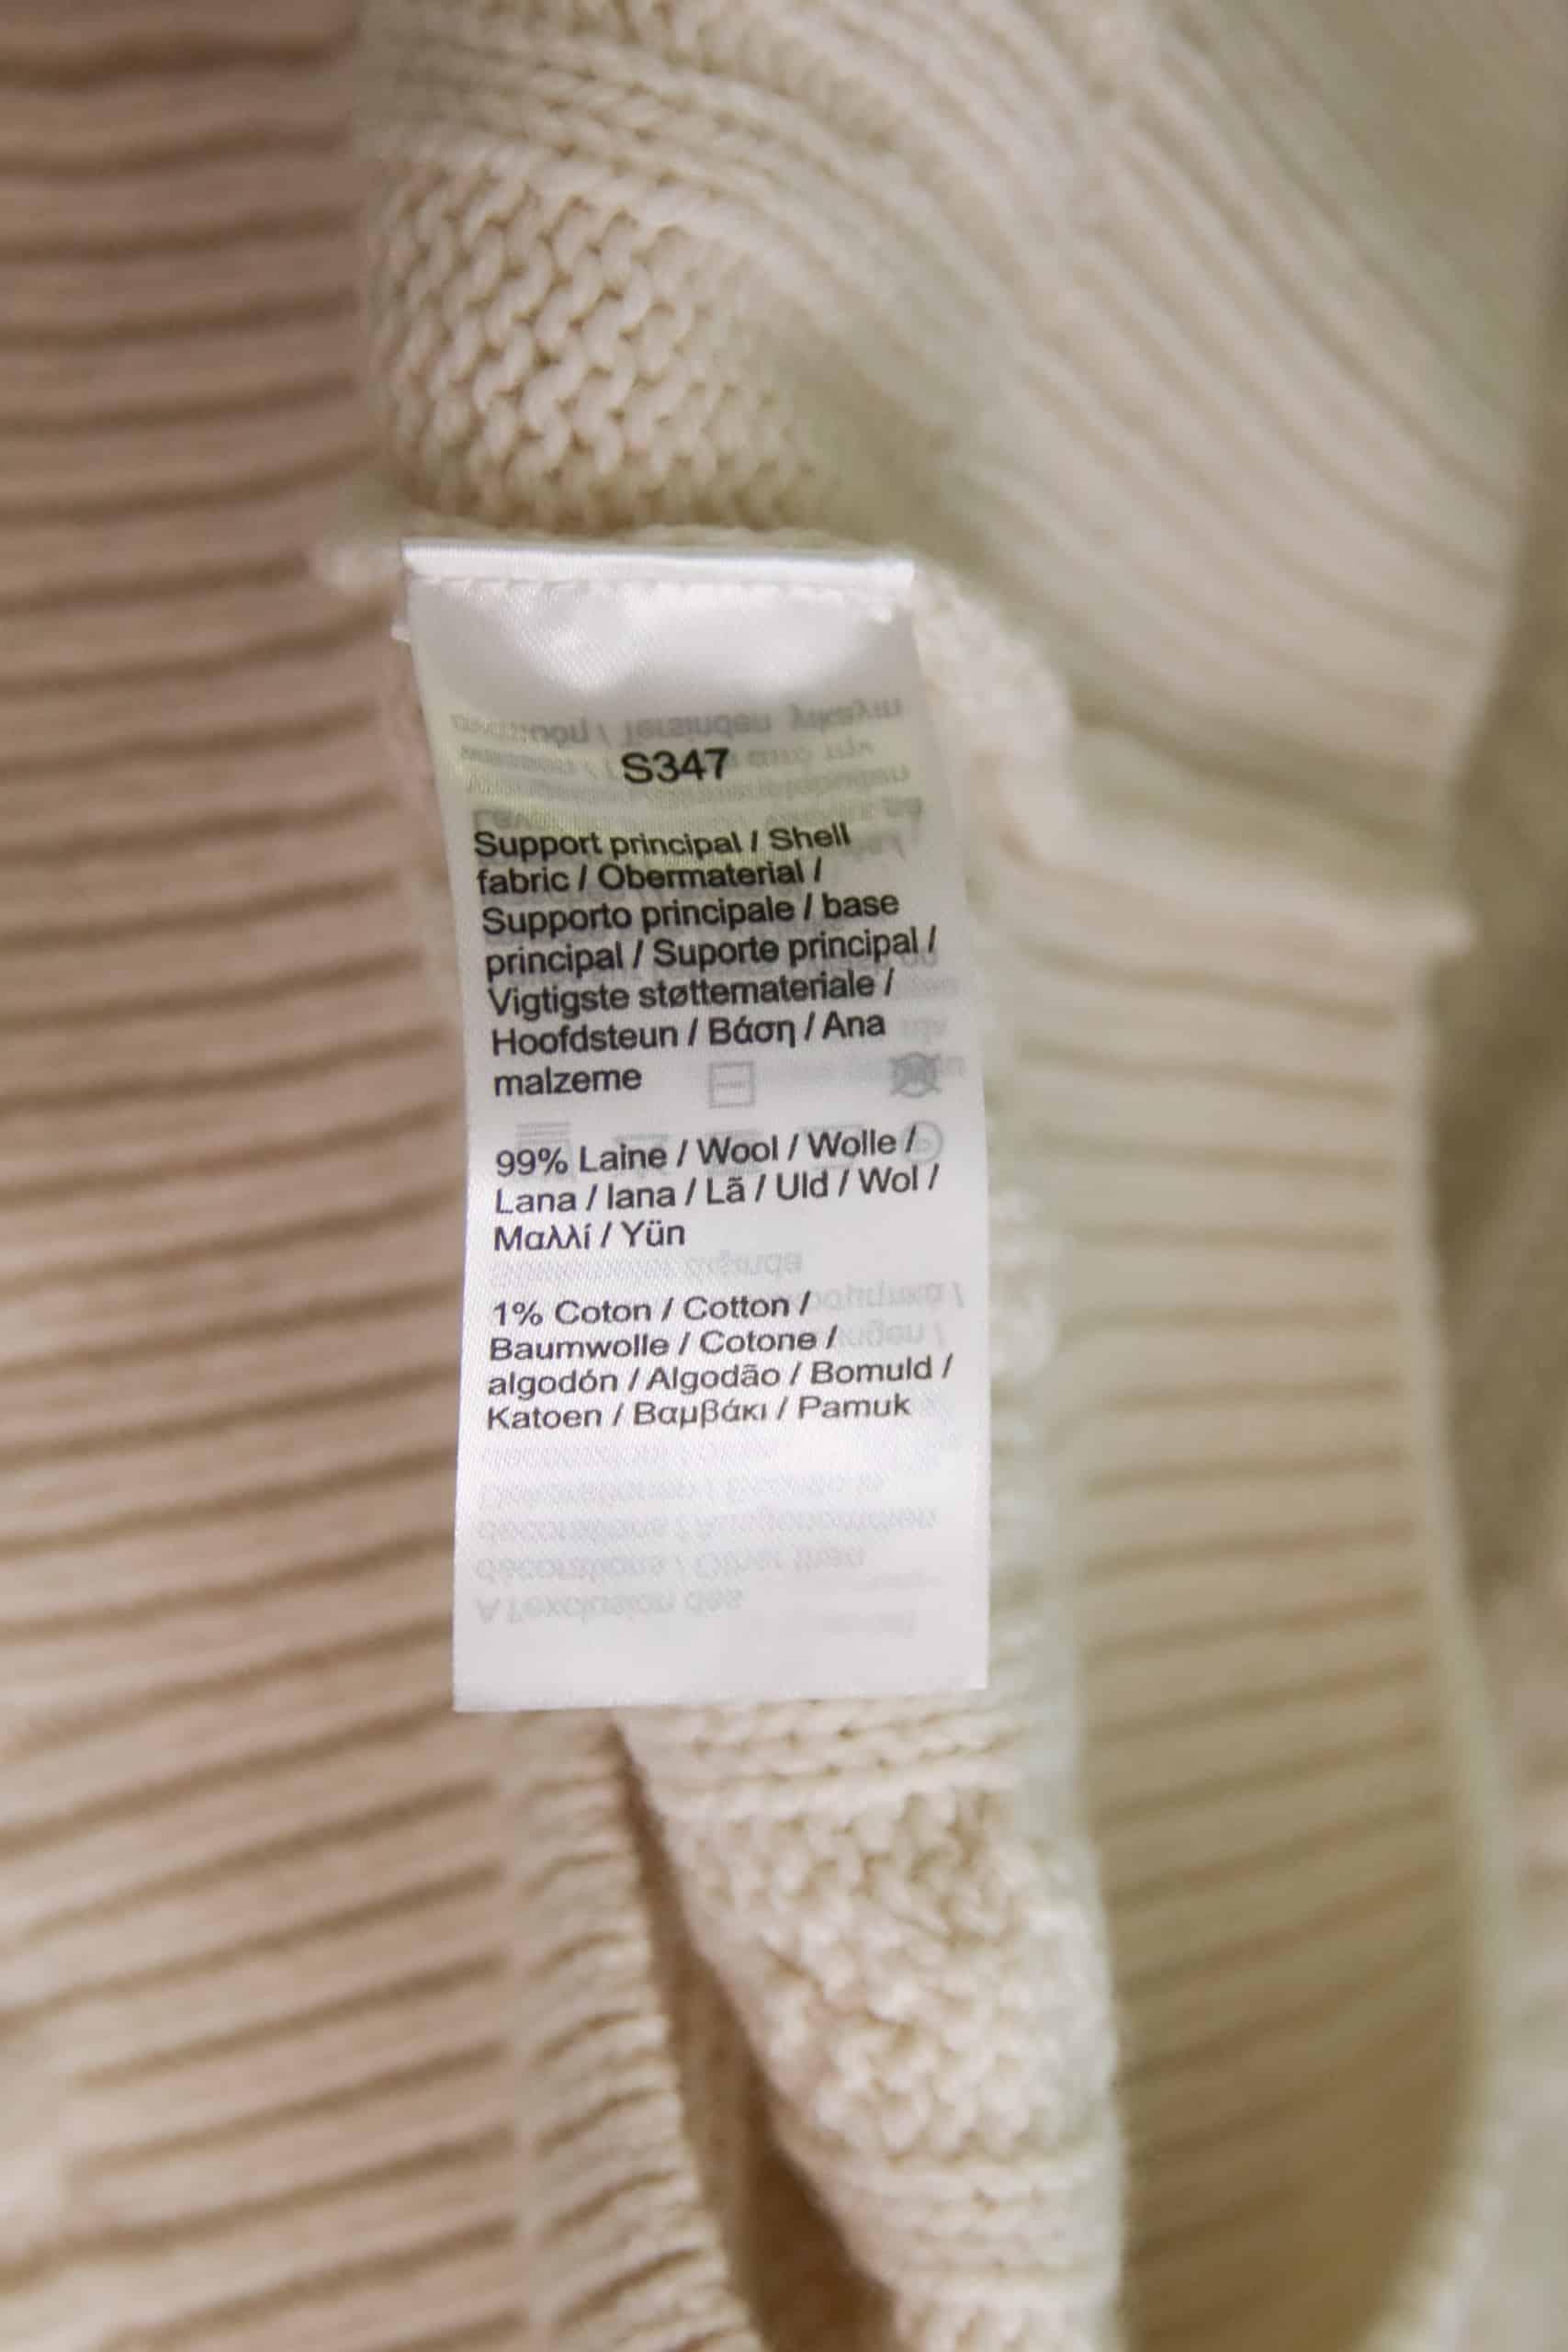 S347
Support principal / Shell
fabric / Obermaterial /
Supporto principale / base
principal / Suporte principal /
Vigtigste støttemateriale /
Hoofdsteun / Βάση / Ana
malzeme
99% Laine / Wool / Wolle /
Lana / lana / Lã / Uld / Wol /
Μαλλί / Yün
1% Coton / Cotton /
Baumwolle / Cotone /
algodón / Algodão / Bomuld /
Katoen / Βαμβάκι / Pamuk